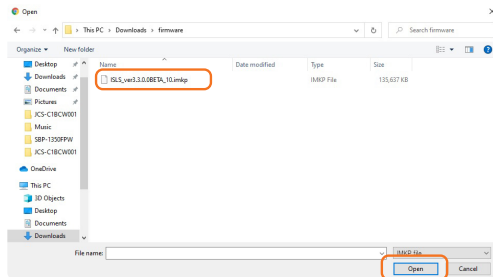 Open
This PC > Downloads > firmware
Search firmware
Organize New folder
Name Date modified Type Size
ISLS_ver3.3.0.0BETA_10.imkp IMKP File 135,637 KB
Desktop
Downloads
Documents
Pictures
JCS-C1BCW001
Music
SBP-1350FPW
JCS-C1BCW001
OneDrive
This PC
3D Objects
Desktop
Documents
Downloads
File name: IMKP file
Open Cancel